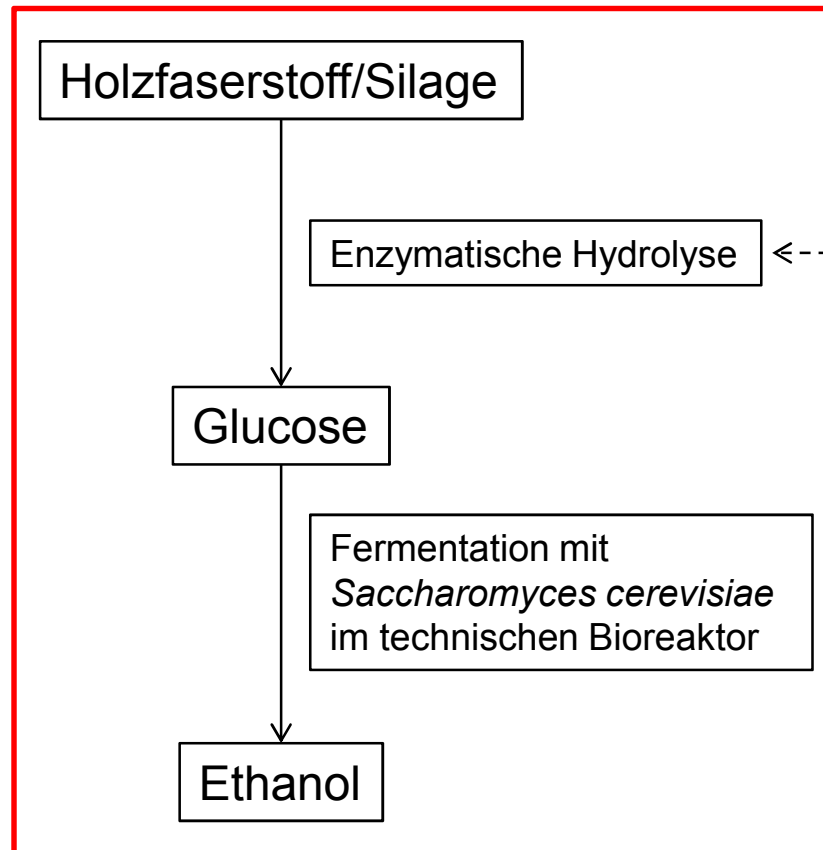 Holzfaserstoff/Silage
Enzymatische Hydrolyse
Glucose
Fermentation mit
Saccharomyces cerevisiae
im technischen Bioreaktor
Ethanol